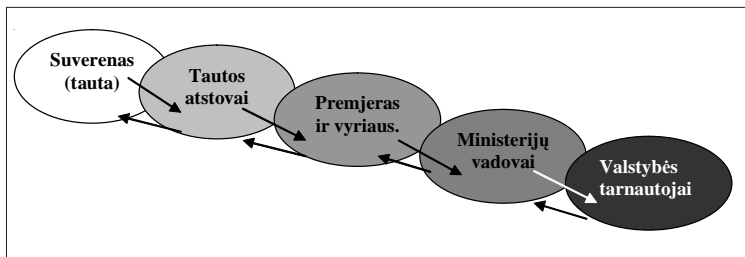 Suverenas
(tauta)
Tautos
atstovai
Premjeras
ir vyriaus.
Ministerijų
vadovai
Valstybės
tarnautojai